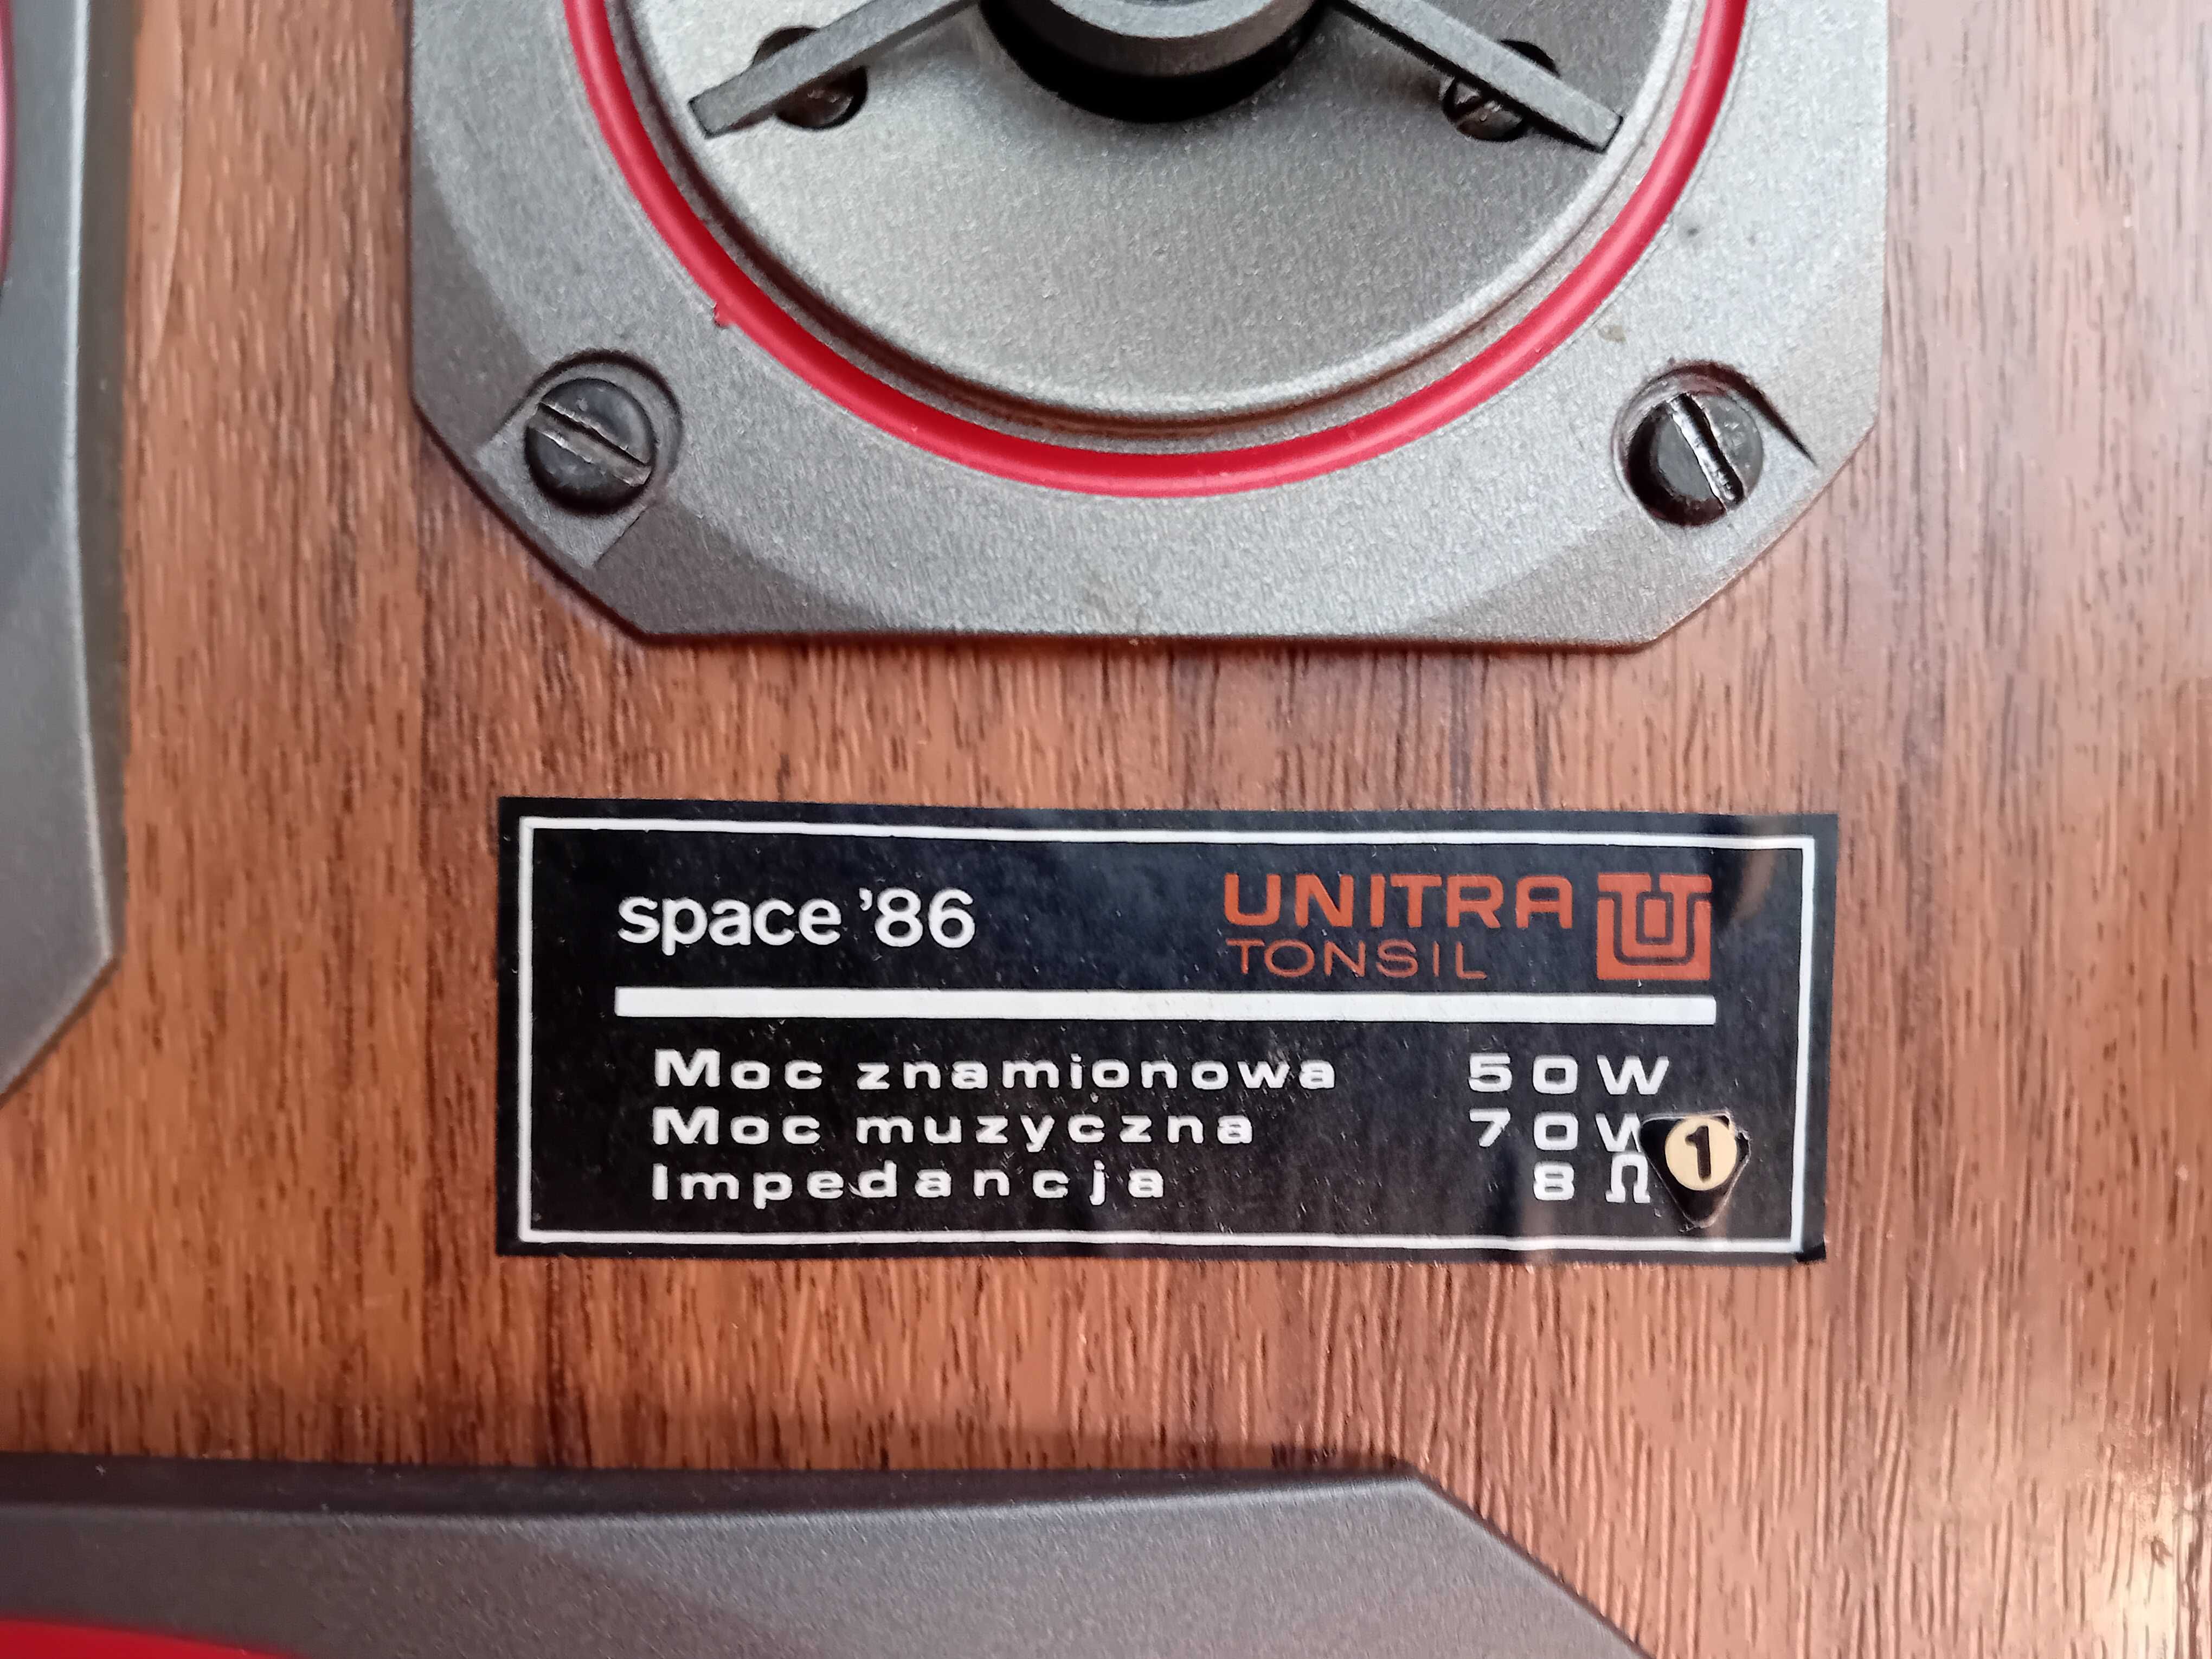 space '86
UNITRA
TONSIL
Moc znamionowa 50W
Moc muzyczna 70W
Impedancja 8 Ω
1